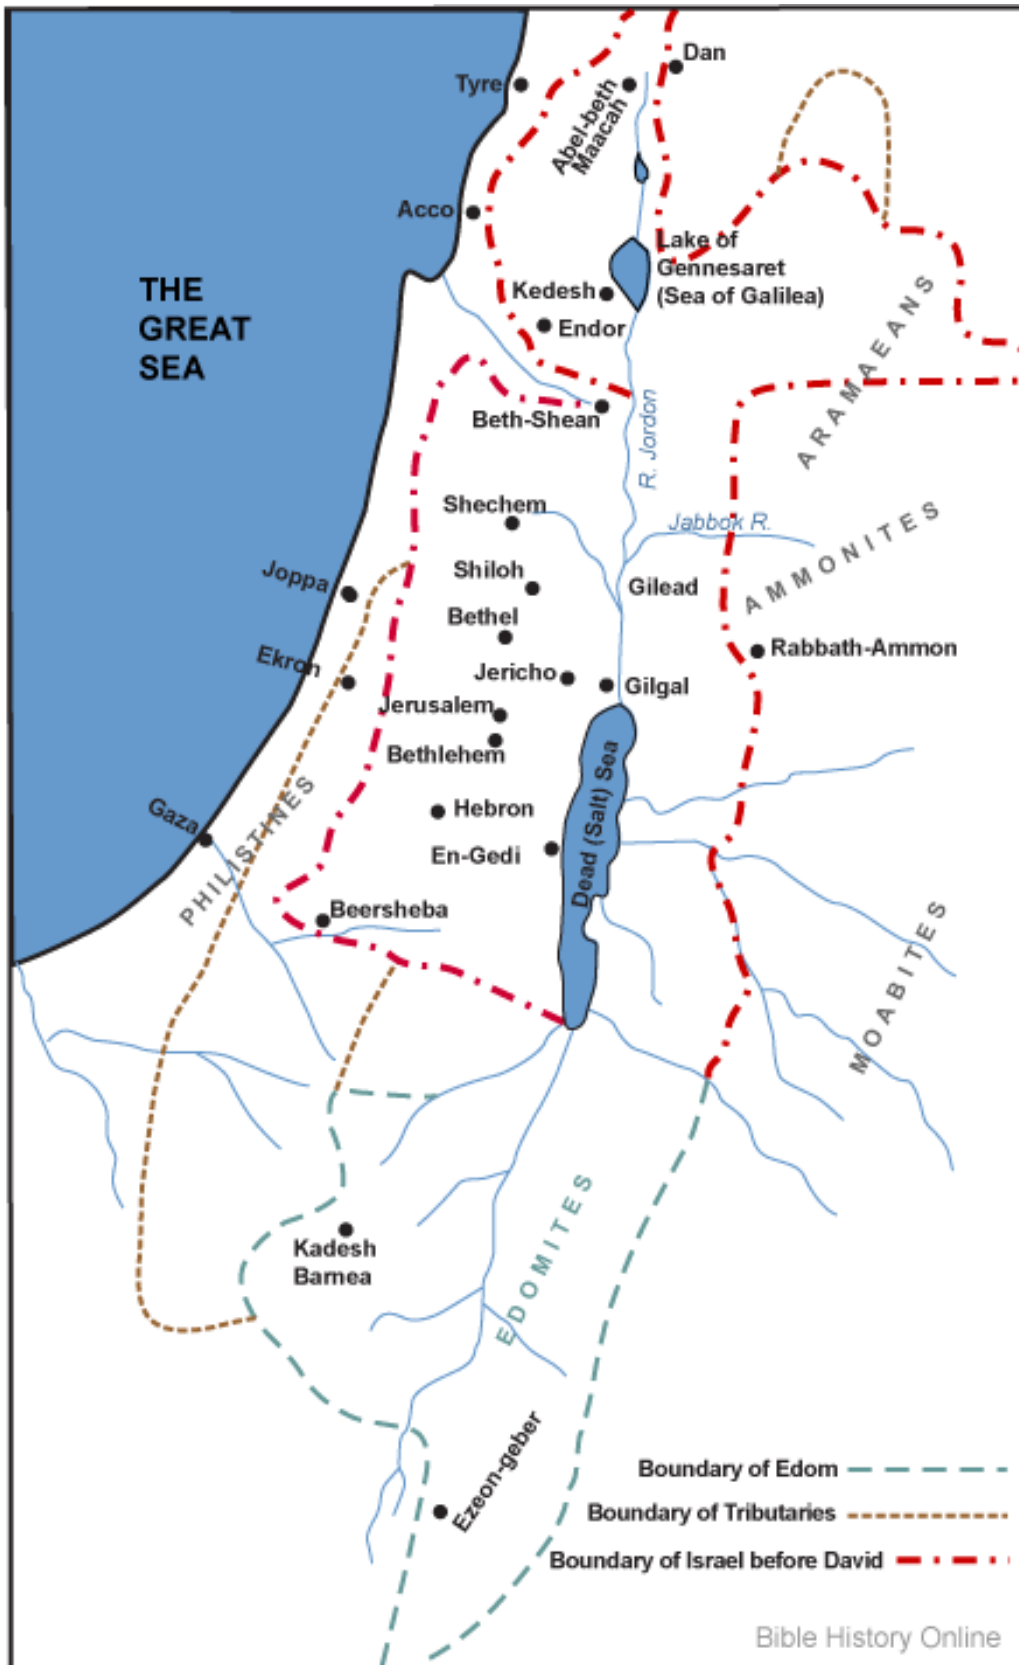 Dan
Tyre
Abel-beth
Maacah
Acco
Lake of
Gennesaret
(Sea of Galilea)
THE
GREAT
SEA
Kedesh
Endor
ARAMAEANS
Beth-Shean
R. Jordon
Shechem
Jabbok R.
AMMONITES
Joppa
Shiloh
Gilead
Bethel
Ekron
Rabbath-Ammon
Jericho
Gilgal
Jerusalem
Bethlehem
Dead (Salt) Sea
Gaza
PHILISTINES
Hebron
En-Gedi
Beersheba
MOABITES
Kadesh
Barnea
EDOMITES
Ezeon-geber
Boundary of Edom
Boundary of Tributaries
Boundary of Israel before David
Bible History Online